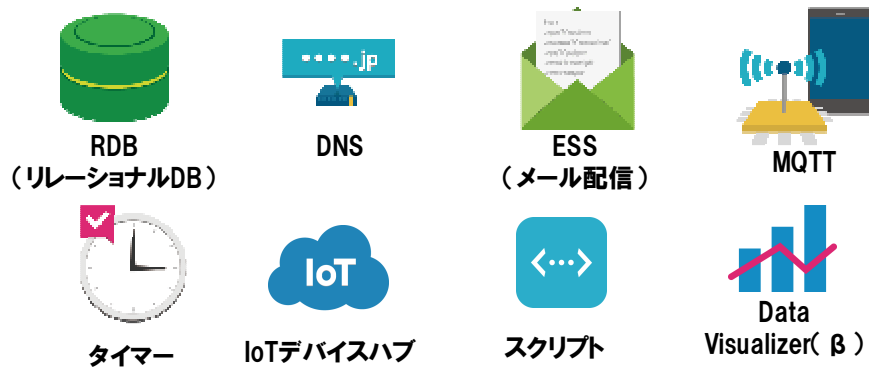 ••••.jp
RDB
（リレーショナルDB）
DNS
ESS
（メール配信）
MQTT
タイマー
IoT
IoTデバイスハブ
スクリプト
Data
Visualizer（β）